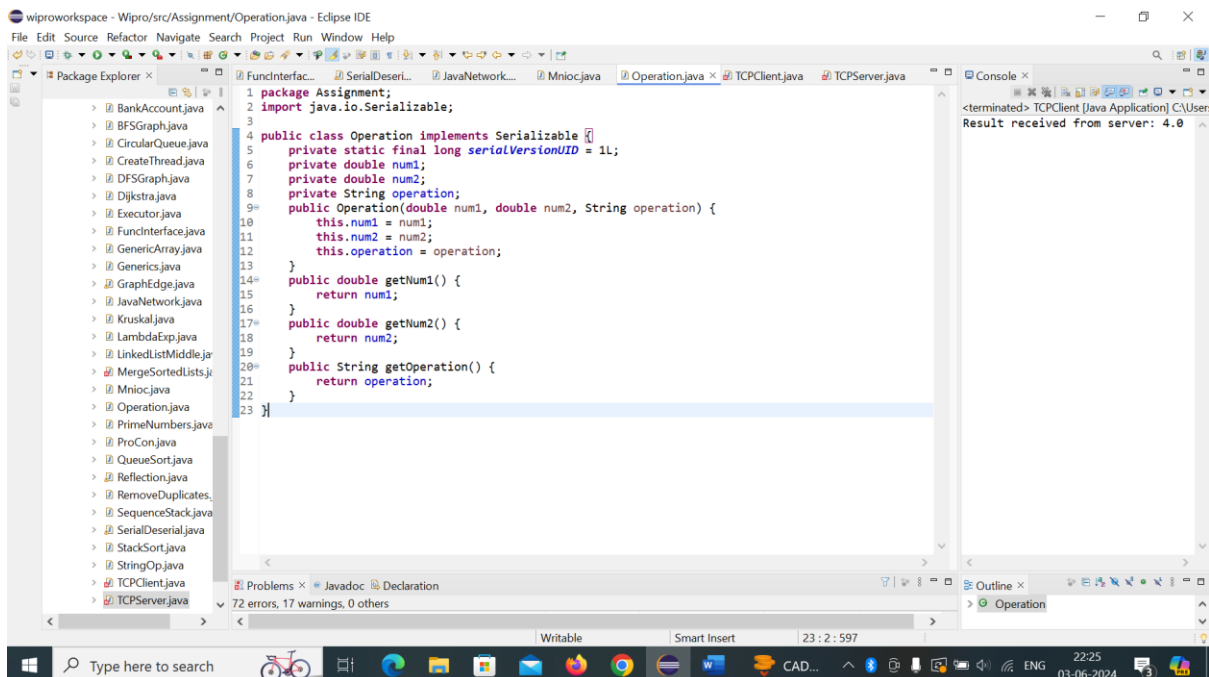 wiproworkspace - Wipro/src/Assignment/Operation.java - Eclipse IDE
File Edit Source Refactor Navigate Search Project Run Window Help
Package Explorer
BankAccount.java
BFSGraph.java
CircularQueue.java
CreateThread.java
DFSGraph.java
Dijkstra.java
Executor.java
FuncInterface.java
GenericArray.java
Generics.java
GraphEdge.java
JavaNetwork.java
Kruskal.java
LambdaExp.java
LinkedListMiddle.ja
MergeSortedLists.ja
Mnioc.java
Operation.java
PrimeNumbers.java
ProCon.java
QueueSort.java
Reflection.java
RemoveDuplicates.
SequenceStack.java
SerialDeserial.java
StackSort.java
StringOp.java
TCPClient.java
TCPServer.java
FuncInterfac... SerialDeseri... JavaNetwork.... Mnioc.java Operation.java TCPClient.java TCPServer.java
1 package Assignment;
2 import java.io.Serializable;
3
4 public class Operation implements Serializable {
5 private static final long serialVersionUID = 1L;
6 private double num1;
7 private double num2;
8 private String operation;
9 public Operation(double num1, double num2, String operation) {
10 this.num1 = num1;
11 this.num2 = num2;
12 this.operation = operation;
13 }
14 public double getNum1() {
15 return num1;
16 }
17 public double getNum2() {
18 return num2;
19 }
20 public String getOperation() {
21 return operation;
22 }
23 }
Console
<terminated> TCPClient [Java Application] C:\User
Result received from server: 4.0
Problems Javadoc Declaration
72 errors, 17 warnings, 0 others
Outline
Operation
Writable Smart Insert 23 : 2 : 597
Type here to search
CAD... ENG 22:25
03-06-2024
3